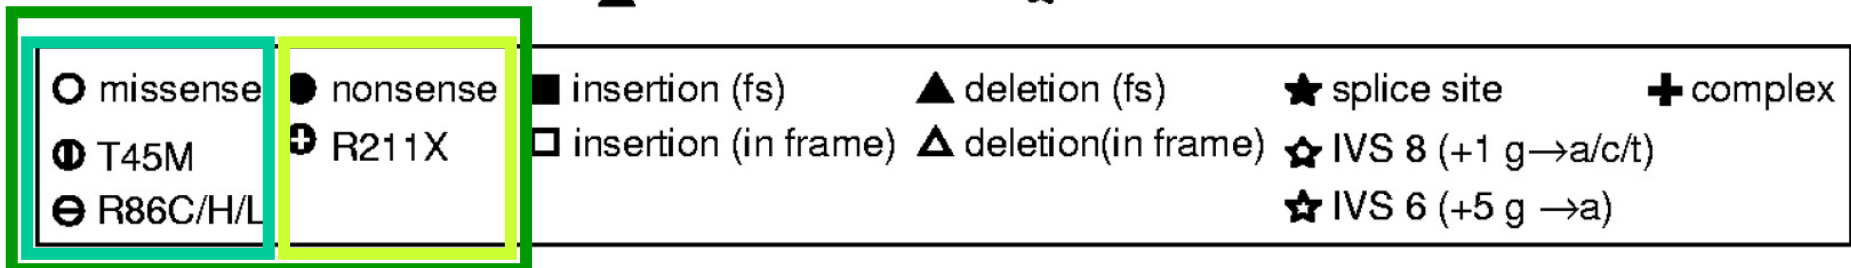 missense nonsense insertion (fs) deletion (fs) splice site complex
T45M R211X insertion (in frame) deletion(in frame) IVS 8 (+1 g→a/c/t)
R86C/H/L IVS 6 (+5 g →a)